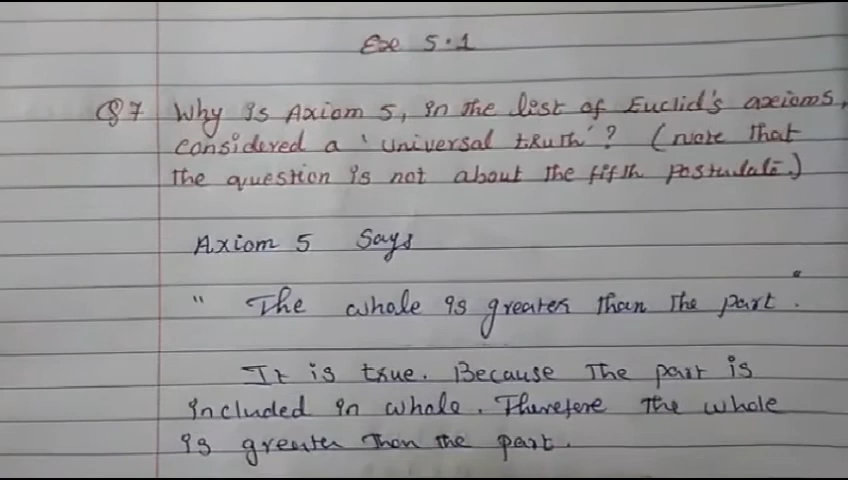 Exe 5.1
Q7 Why is Axiom 5, in the list of Euclid's axioms,
considered a 'universal truth'? (Note that
the question is not about the fifth postulate.)
Axiom 5 Says
" The whole is greater than the part .
It is true. Because the part is
included in whole. Therefore the whole
is greater than the part.